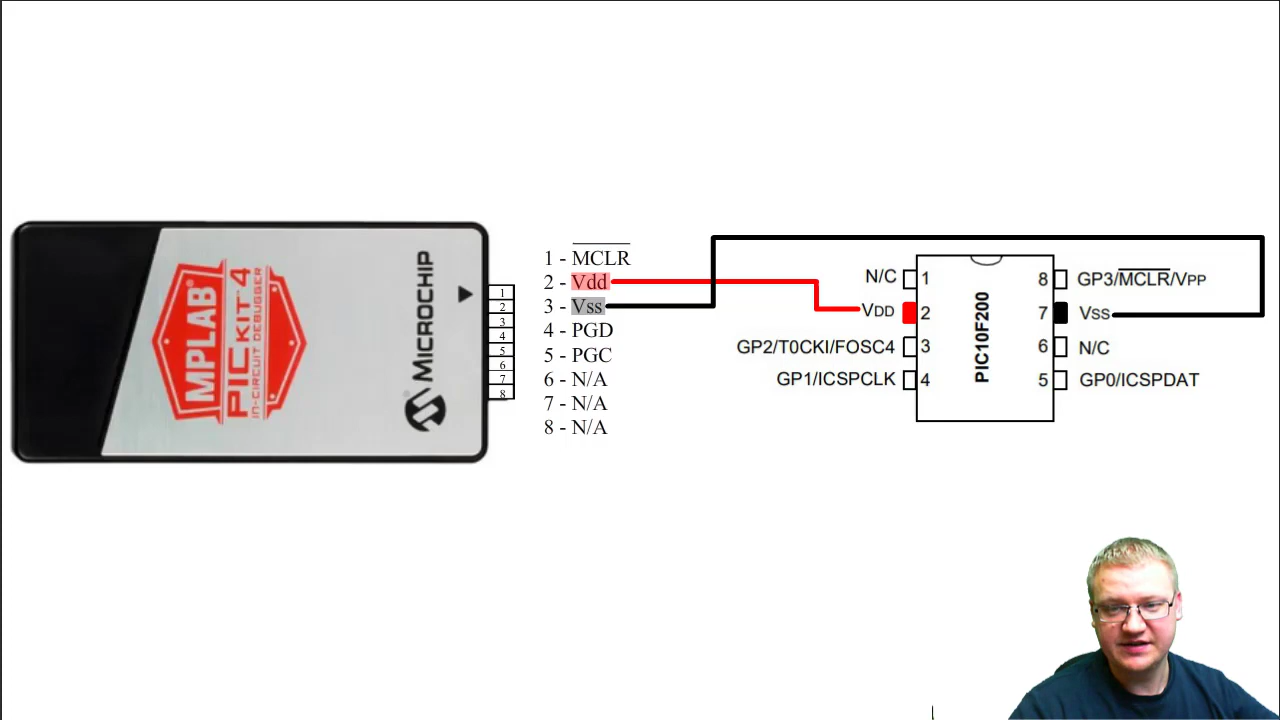 MPLAB®
PICkit™ 4
IN-CIRCUIT DEBUGGER
MICROCHIP
®
1
2
3
4
5
6
7
8
1 - MCLR
2 - Vdd
3 - Vss
4 - PGD
5 - PGC
6 - N/A
7 - N/A
8 - N/A
N/C 1
VDD 2
GP2/T0CKI/FOSC4 3
GP1/ICSPCLK 4
PIC10F200
8 GP3/MCLR/VPP
7 VSS
6 N/C
5 GP0/ICSPDAT